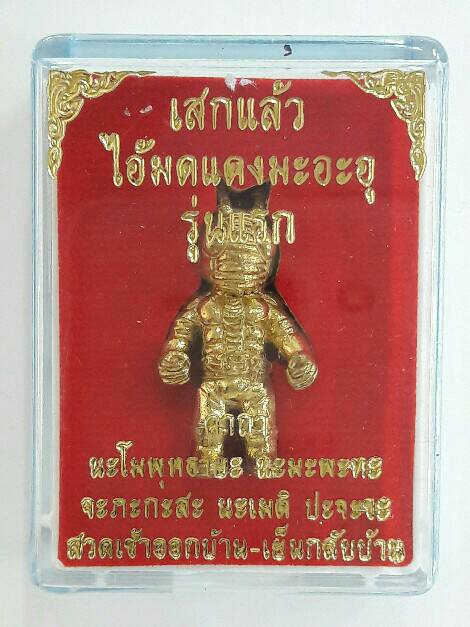 เสกแล้ว
ไอ้มดแดงมะอะอุ
รุ่นแรก
คาถา
นะโมพุทธายะ นะมะพะทะ
จะภะกะสะ นะเมติ ปะจะจะ
สวดเช้าออกบ้าน-เย็นกลับบ้าน